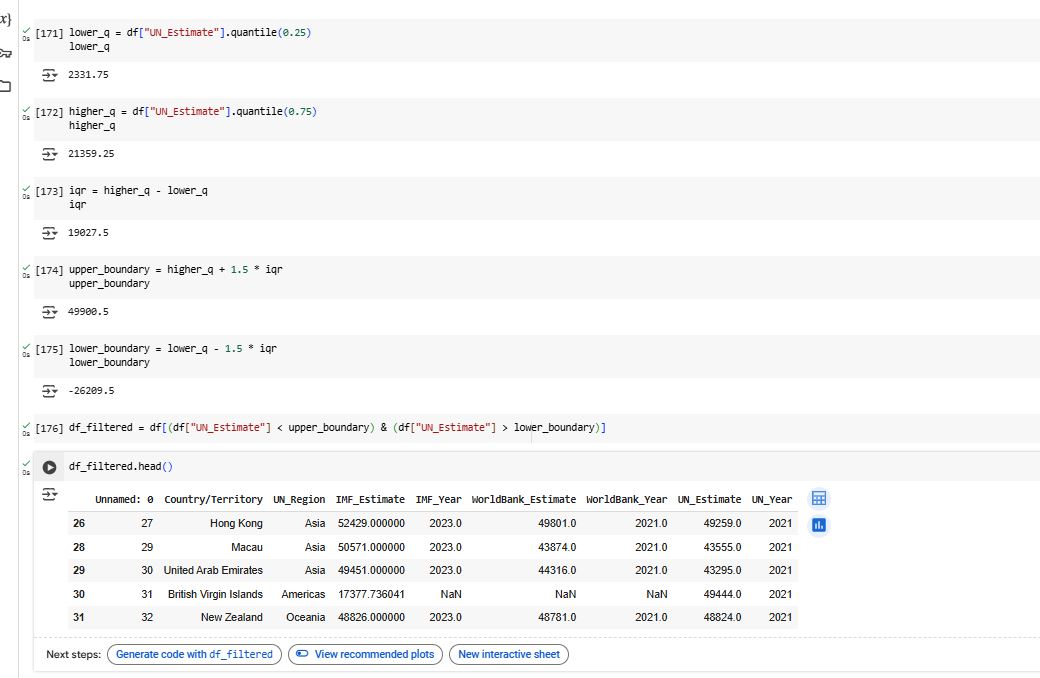 x}
[171] lower_q = df["UN_Estimate"].quantile(0.25)
0s
lower_q
2331.75
[172] higher_q = df["UN_Estimate"].quantile(0.75)
0s
higher_q
21359.25
[173] iqr = higher_q - lower_q
0s
iqr
19027.5
[174] upper_boundary = higher_q + 1.5 * iqr
0s
upper_boundary
49900.5
[175] lower_boundary = lower_q - 1.5 * iqr
0s
lower_boundary
-26209.5
[176] df_filtered = df[(df["UN_Estimate"] < upper_boundary) & (df["UN_Estimate"] > lower_boundary)]
0s
df_filtered.head()
0s
Unnamed: 0 Country/Territory UN_Region IMF_Estimate IMF_Year WorldBank_Estimate WorldBank_Year UN_Estimate UN_Year
26 27 Hong Kong Asia 52429.000000 2023.0 49801.0 2021.0 49259.0 2021
28 29 Macau Asia 50571.000000 2023.0 43874.0 2021.0 43555.0 2021
29 30 United Arab Emirates Asia 49451.000000 2023.0 44316.0 2021.0 43295.0 2021
30 31 British Virgin Islands Americas 17377.736041 NaN NaN NaN 49444.0 2021
31 32 New Zealand Oceania 48826.000000 2023.0 48781.0 2021.0 48824.0 2021
Next steps: Generate code with df_filtered View recommended plots New interactive sheet